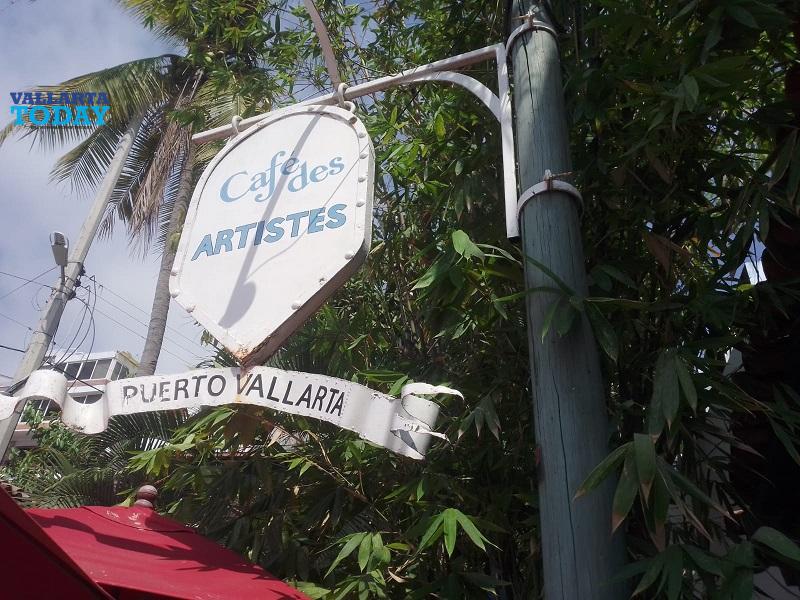 VALLARTA
TODAY
Cafe des
ARTISTES
PUERTO VALLARTA